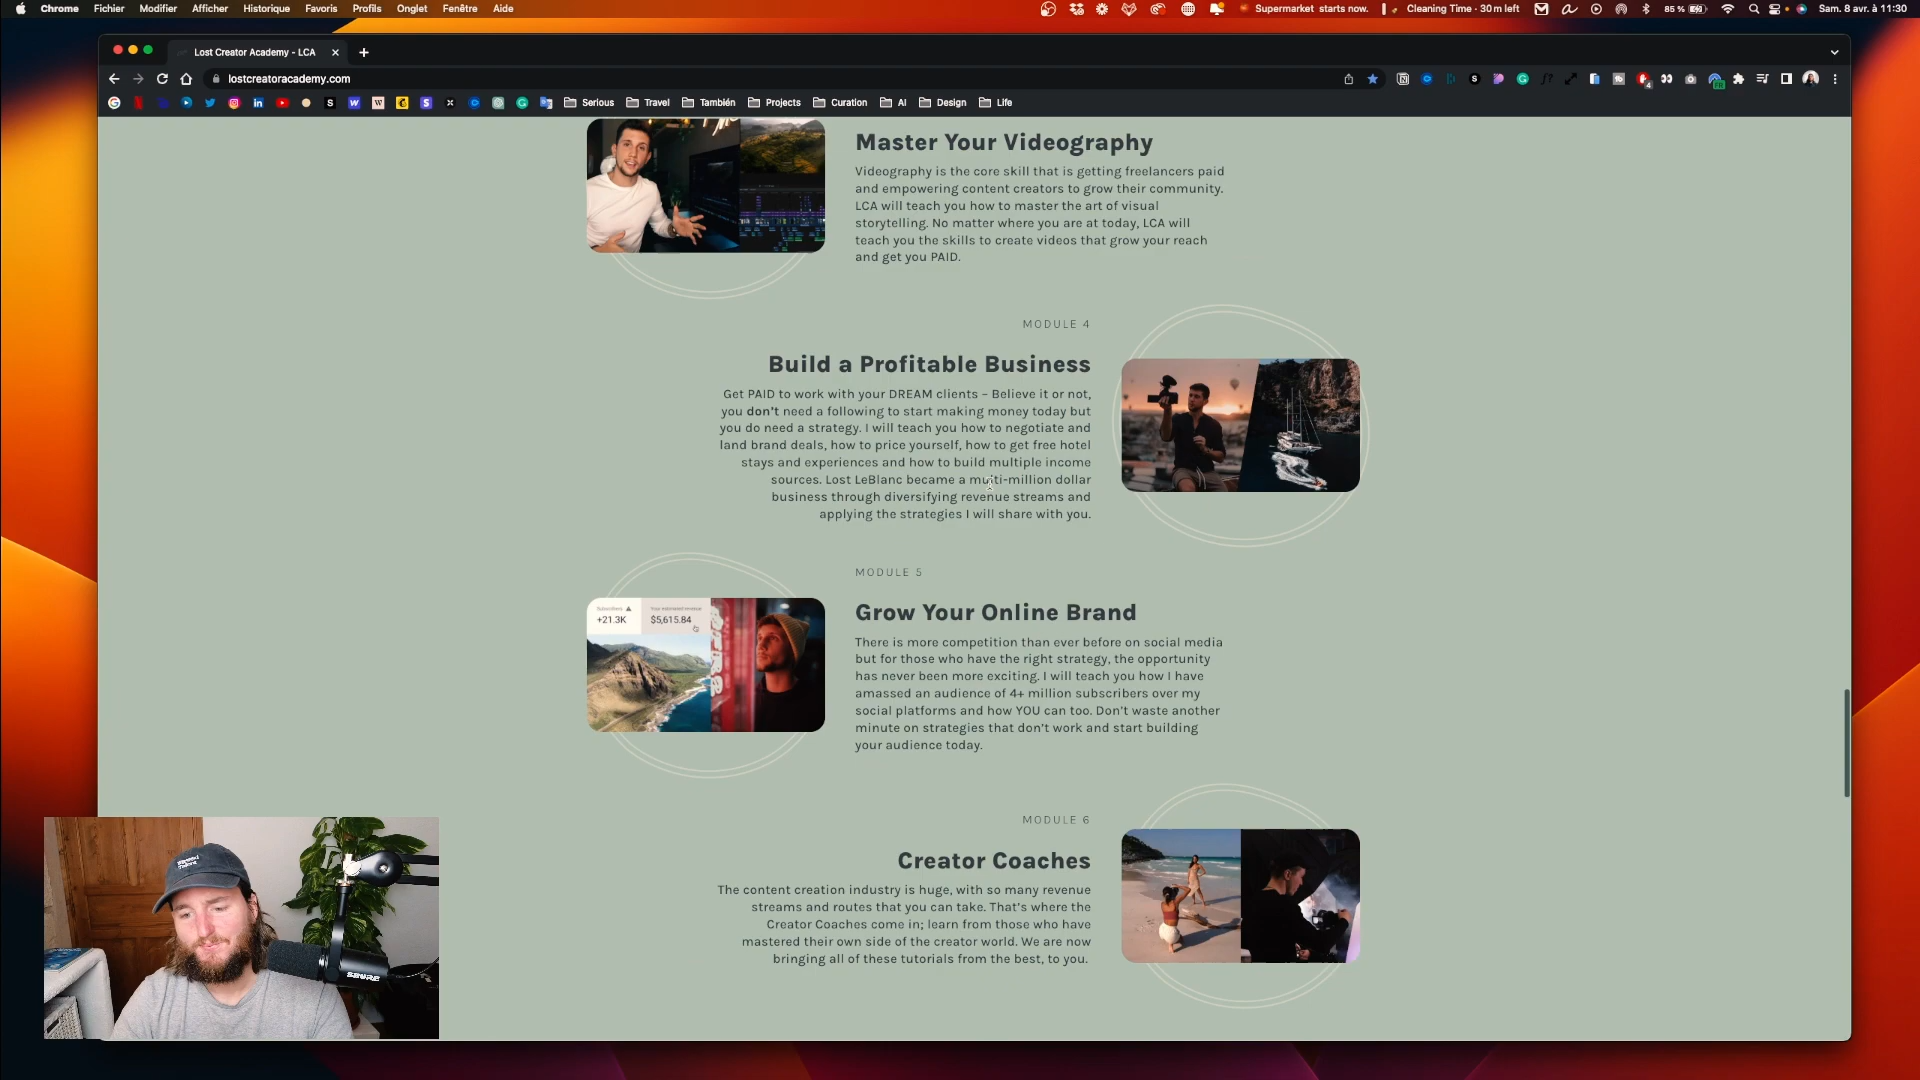 Chrome Fichier Modifier Afficher Historique Favoris Profils Onglet Fenêtre Aide
Supermarket starts now. Cleaning Time · 30 m left 85 % Sam. 8 avr. à 11:30
Lost Creator Academy - LCA
lostcreatoracademy.com
Serious Travel También Projects Curation AI Design Life
Master Your Videography
Videography is the core skill that is getting freelancers paid
and empowering content creators to grow their community.
LCA will teach you how to master the art of visual
storytelling. No matter where you are at today, LCA will
teach you the skills to create videos that grow your reach
and get you PAID.
MODULE 4
Build a Profitable Business
Get PAID to work with your DREAM clients – Believe it or not,
you don't need a following to start making money today but
you do need a strategy. I will teach you how to negotiate and
land brand deals, how to price yourself, how to get free hotel
stays and experiences and how to build multiple income
sources. Lost LeBlanc became a multi-million dollar
business through diversifying revenue streams and
applying the strategies I will share with you.
MODULE 5
Subscribers
Your estimated revenue
+21.3K
$5,615.84
Grow Your Online Brand
There is more competition than ever before on social media
but for those who have the right strategy, the opportunity
has never been more exciting. I will teach you how I have
amassed an audience of 4+ million subscribers over my
social platforms and how YOU can too. Don't waste another
minute on strategies that don't work and start building
your audience today.
MODULE 6
Creator Coaches
The content creation industry is huge, with so many revenue
streams and routes that you can take. That's where the
Creator Coaches come in; learn from those who have
mastered their own side of the creator world. We are now
bringing all of these tutorials from the best, to you.
SHURE